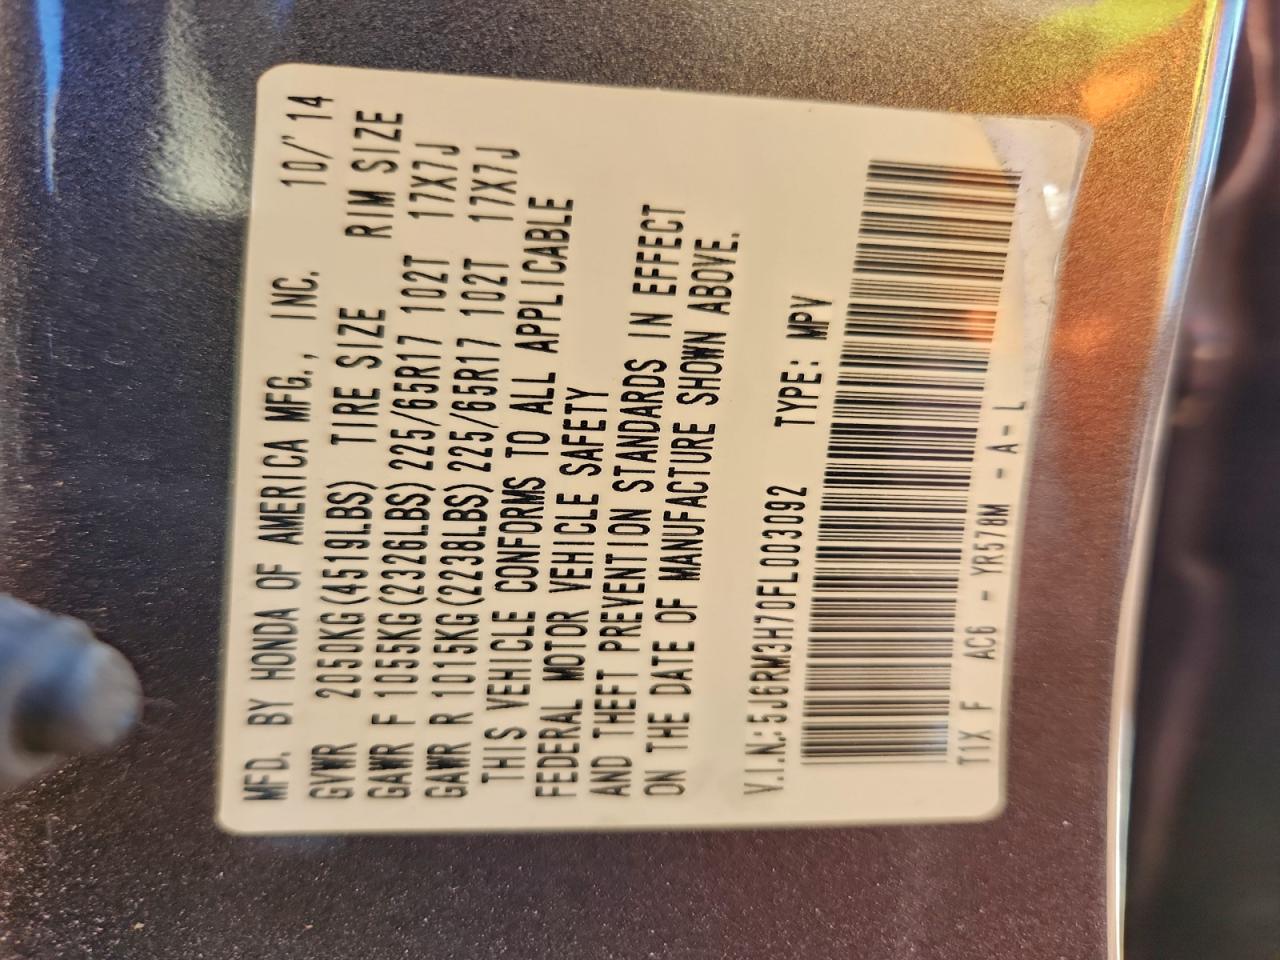 MFD. BY HONDA OF AMERICA MFG., INC. 10/'14
GVWR 2050KG(4519LBS) TIRE SIZE RIM SIZE
GAWR F 1055KG(2326LBS) 225/65R17 102T 17X7J
GAWR R 1015KG(2238LBS) 225/65R17 102T 17X7J
THIS VEHICLE CONFORMS TO ALL APPLICABLE
FEDERAL MOTOR VEHICLE SAFETY
AND THEFT PREVENTION STANDARDS IN EFFECT
ON THE DATE OF MANUFACTURE SHOWN ABOVE.
V.I.N:5J6RM3H70FL003092 TYPE: MPV
T1X F AC6 - YR578M - A - L